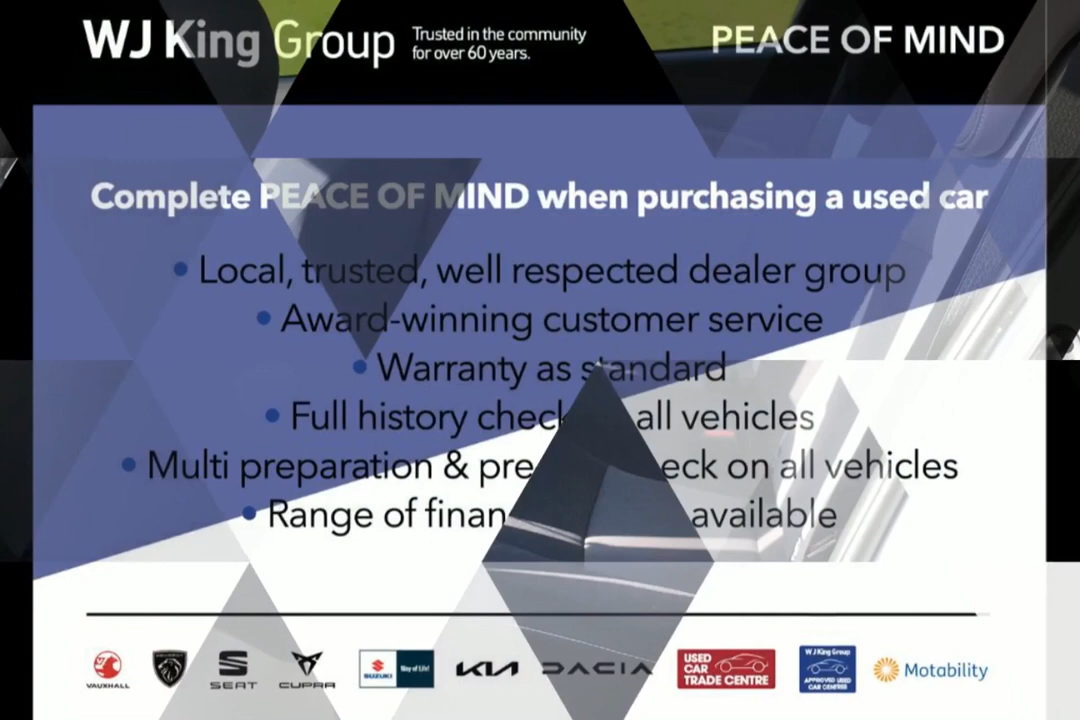 WJ King Group
Trusted in the community
for over 60 years.
PEACE OF MIND
Complete PEACE OF MIND when purchasing a used car
• Local, trusted, well respected dealer group
• Award-winning customer service
• Warranty as standard
• Full history check all vehicles
• Multi preparation & pre eck on all vehicles
• Range of finan available
VAUXHALL
PEUGEOT
SEAT
CUPRA
SUZUKI
Way of Life!
KIA
DACIA
USED
CAR
TRADE CENTRE
WJ King Group
APPROVED USED
CAR CENTRES
Motability